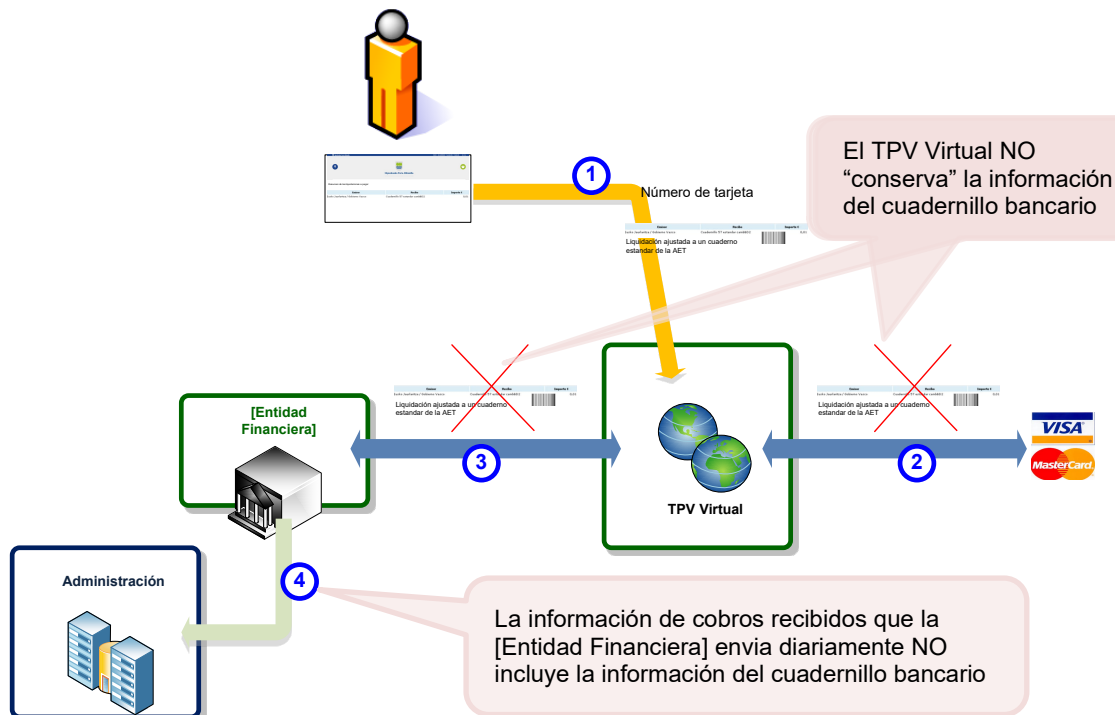 1
Número de tarjeta
El TPV Virtual NO
“conserva” la información
del cuadernillo bancario
Liquidación ajustada a un cuaderno
estandar de la AET
Liquidación ajustada a un cuaderno
estandar de la AET
Liquidación ajustada a un cuaderno
estandar de la AET
[Entidad
Financiera]
3
2
VISA
MasterCard
TPV Virtual
Administración
4
La información de cobros recibidos que la
[Entidad Financiera] envia diariamente NO
incluye la información del cuadernillo bancario